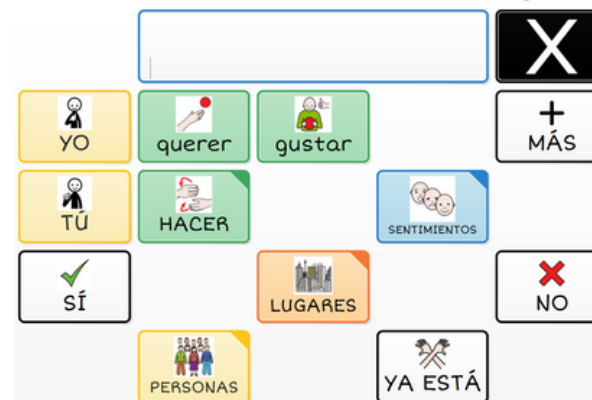 X
YO
querer
gustar
+
MÁS
TÚ
HACER
SENTIMIENTOS
SÍ
LUGARES
NO
PERSONAS
YA ESTÁ